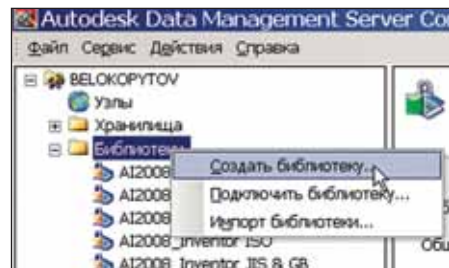 Autodesk Data Management Server Co
Файл Сервис Действия Справка
BELOKOPYTOV
Узлы
Хранилища
Библиотеки
Создать библиотеку...
AI2008
Подключить библиотеку...
AI2008
Импорт библиотеки...
AI2008
AI2008_Inventor ISO
Общ
AI2008_Inventor JIS & GB